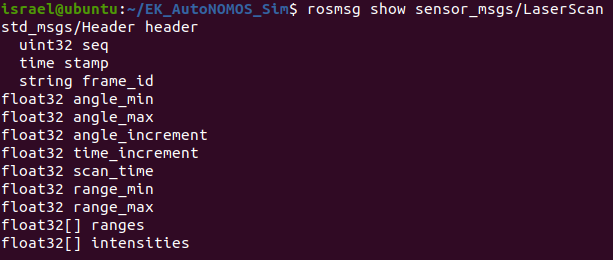 israel@ubuntu:~/EK_AutoNOMOS_Sim$ rosmsg show sensor_msgs/LaserScan
std_msgs/Header header
  uint32 seq
  time stamp
  string frame_id
float32 angle_min
float32 angle_max
float32 angle_increment
float32 time_increment
float32 scan_time
float32 range_min
float32 range_max
float32[] ranges
float32[] intensities